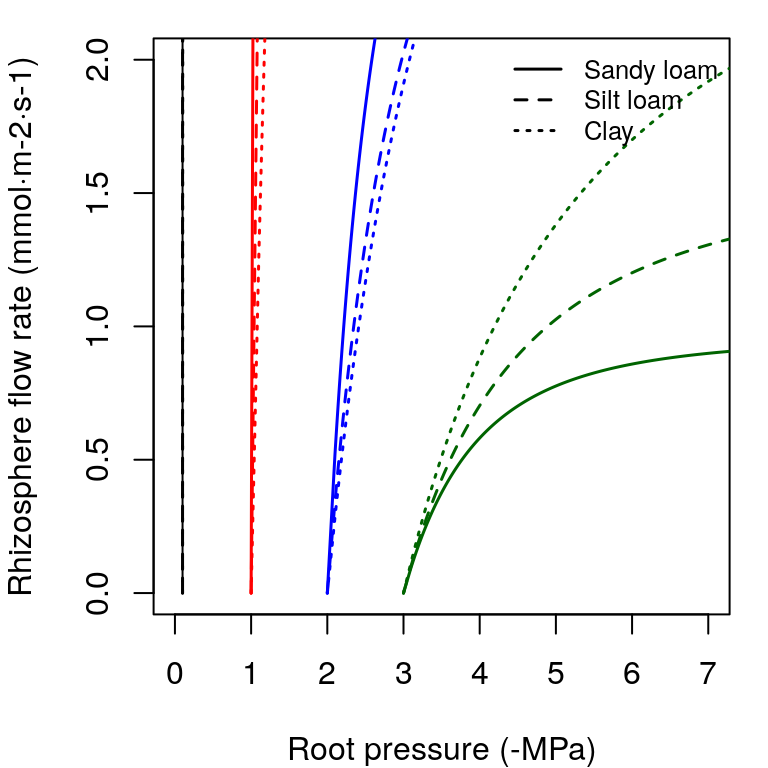 Rhizosphere flow rate (mmol·m-2·s-1)
2.0
1.5
1.0
0.5
0.0
Sandy loam
Silt loam
Clay
0 1 2 3 4 5 6 7
Root pressure (-MPa)